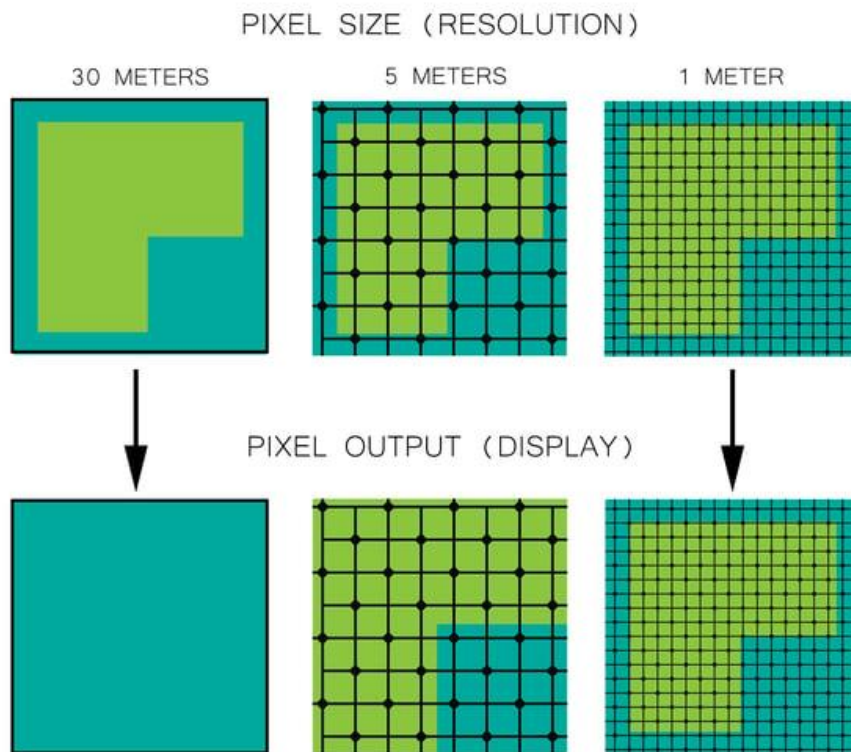 PIXEL SIZE (RESOLUTION)
30 METERS
5 METERS
1 METER
PIXEL OUTPUT (DISPLAY)